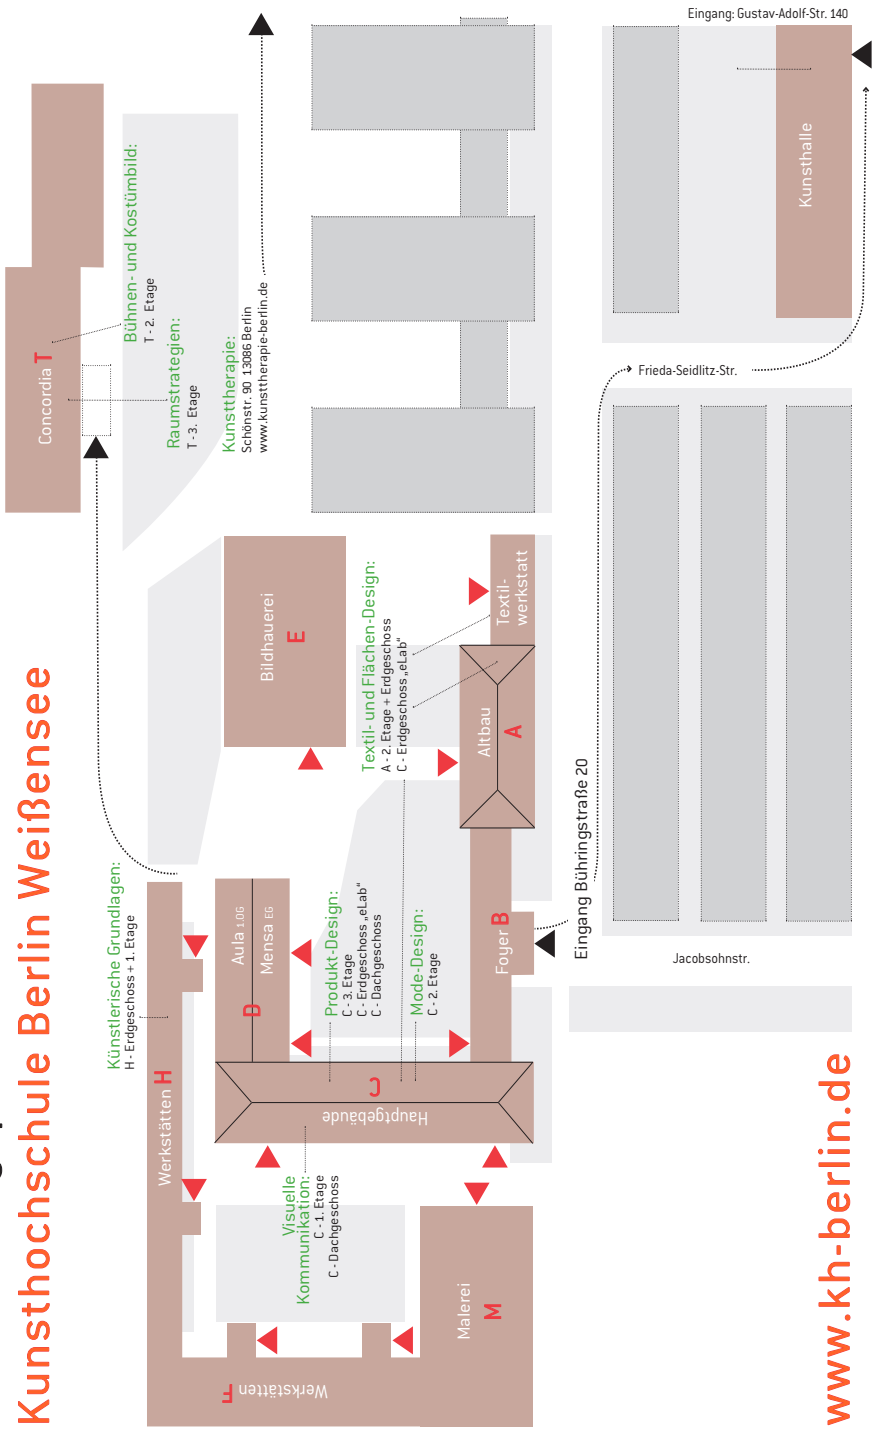 Kunsthochschule Berlin Weißensee
Künstlerische Grundlagen:
H - Erdgeschoss + 1. Etage
Werkstätten H
Concordia T
Bühnen- und Kostümbild:
T - 2. Etage
Raumstrategien:
T - 3. Etage
Kunsttherapie:
Schönstr. 90 13086 Berlin
www.kunsttherapie-berlin.de
Aula 1.OG
D
Mensa EG
Bildhauerei
E
Visuelle
Kommunikation:
C - 1. Etage
C - Dachgeschoss
Werkstätten F
Hauptgebäude
C
Produkt-Design:
C - 3. Etage
C - Erdgeschoss „eLab“
C - Dachgeschoss
Mode-Design:
C - 2. Etage
Textil- und Flächen-Design:
A - 2. Etage + Erdgeschoss
C - Erdgeschoss „eLab“
Malerei
M
Foyer B
Altbau
A
Textil-
werkstatt
Eingang Bühringstraße 20
Jacobsohnstr.
Frieda-Seidlitz-Str.
Kunsthalle
Eingang: Gustav-Adolf-Str. 140
www.kh-berlin.de